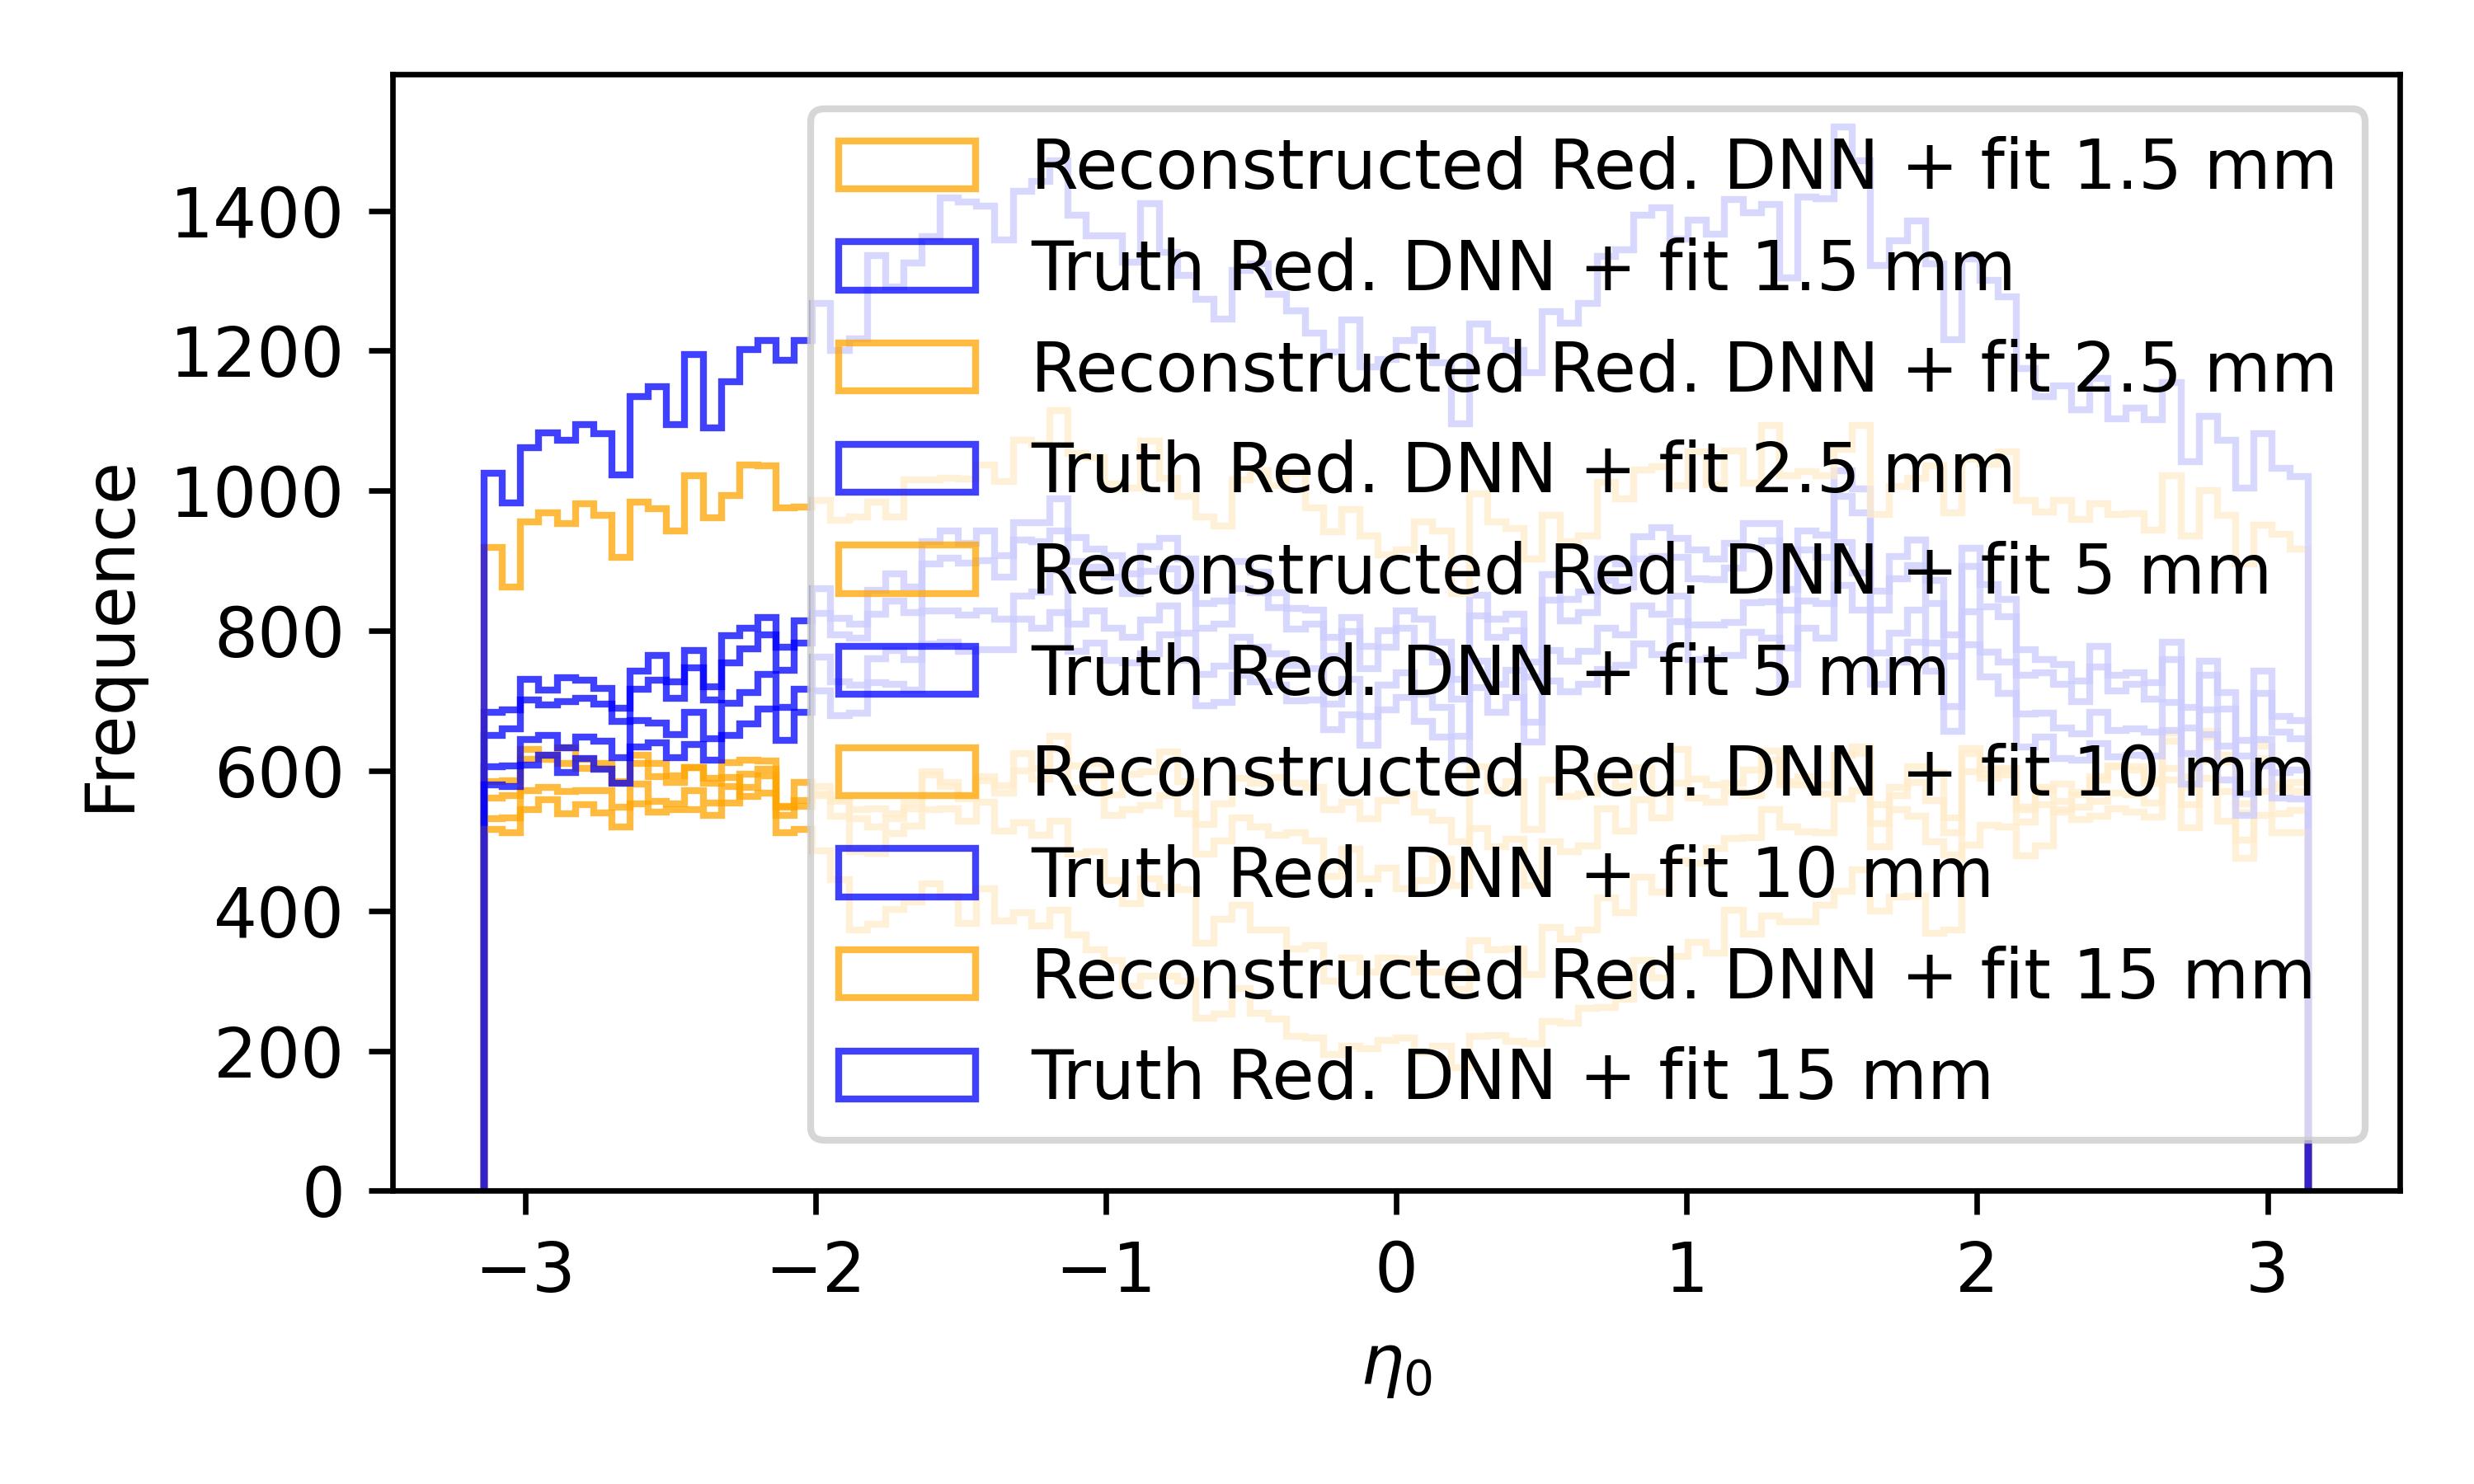 Reconstructed Red. DNN + fit 1.5 mm
Truth Red. DNN + fit 1.5 mm
Reconstructed Red. DNN + fit 2.5 mm
Truth Red. DNN + fit 2.5 mm
Reconstructed Red. DNN + fit 5 mm
Truth Red. DNN + fit 5 mm
Reconstructed Red. DNN + fit 10 mm
Truth Red. DNN + fit 10 mm
Reconstructed Red. DNN + fit 15 mm
Truth Red. DNN + fit 15 mm
Frequence
1400
1200
1000
800
600
400
200
0
−3 −2 −1 0 1 2 3
η₀